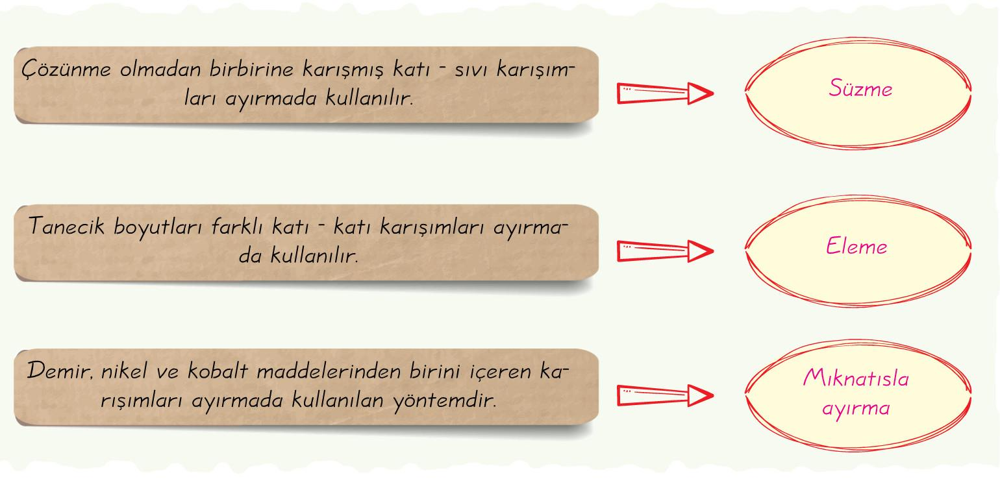 Çözünme olmadan birbirine karışmış katı - sıvı karışım-
ları ayırmada kullanılır.
Süzme
Tanecik boyutları farklı katı - katı karışımları ayırma-
da kullanılır.
Eleme
Demir, nikel ve kobalt maddelerinden birini içeren ka-
rışımları ayırmada kullanılan yöntemdir.
Mıknatısla
ayırma